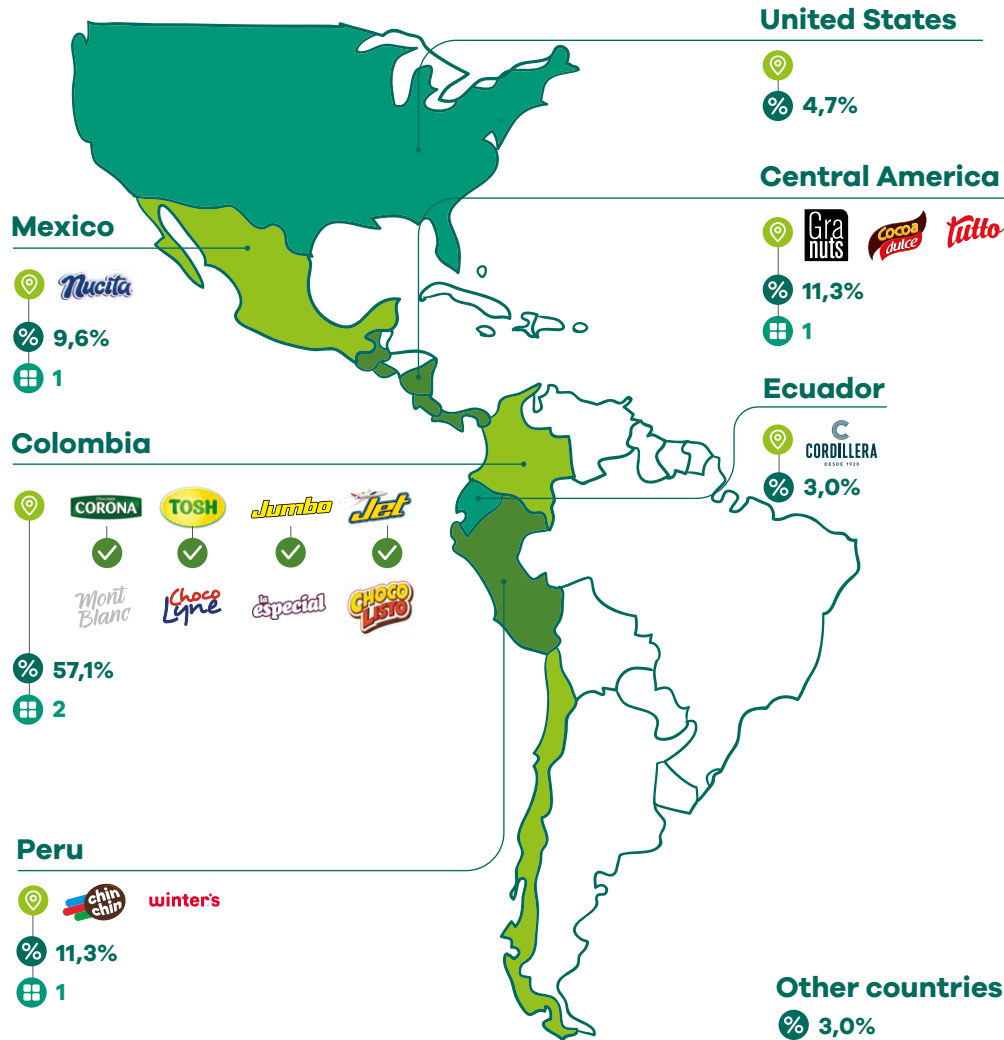 United States
%
4,7%
Central America
Gra
nuts
Cocoa
dulce
Tutto
%
11,3%
1
Mexico
Nucita
%
9,6%
1
Ecuador
C
CORDILLERA
DESDE 1920
%
3,0%
Colombia
Chocolate
CORONA
TOSH
Jumbo
Jet
Mont
Blanc
Choco
Lyne
la
especial
CHOCO
LISTO
%
57,1%
2
Peru
chin
chin
winter's
%
11,3%
1
Other countries
%
3,0%